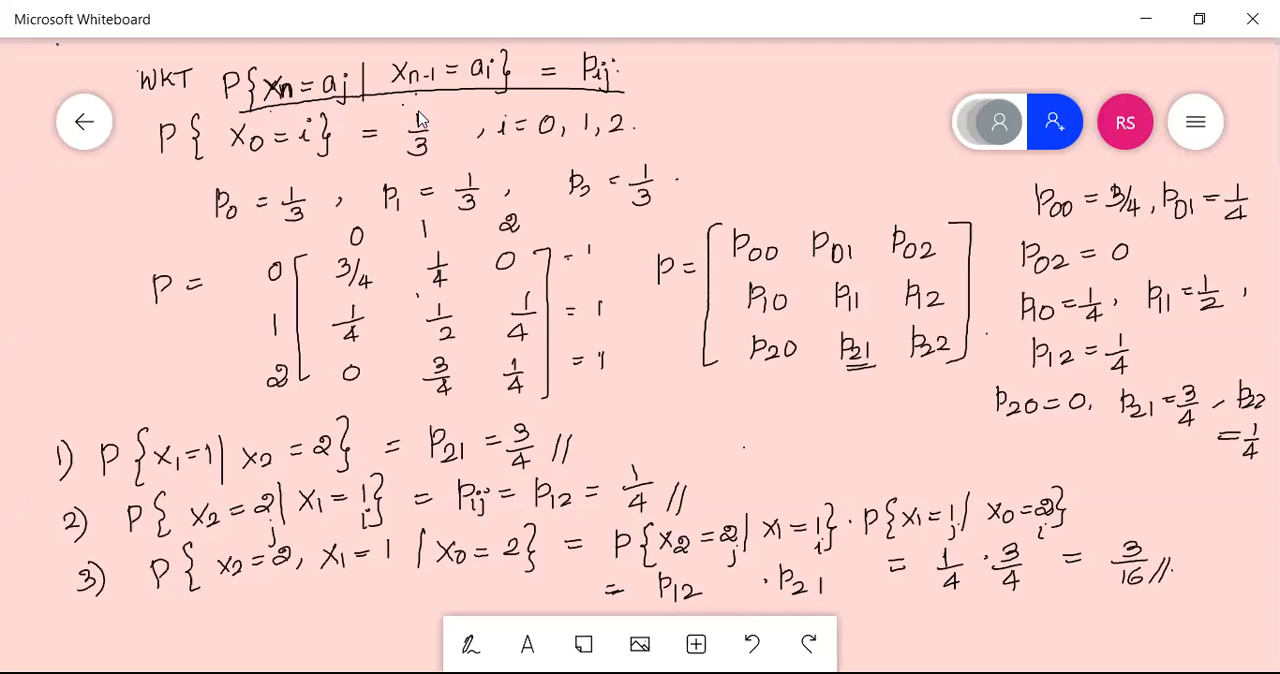 Microsoft Whiteboard
WKT P{Xn = aj | Xn-1 = ai} = Pij.
P{ X0 = i } = 1/3 , i = 0, 1, 2.
P0 = 1/3 , P1 = 1/3 , P2 = 1/3 .
P00 = 3/4, P01 = 1/4
P02 = 0
P10 = 1/4, P11 = 1/2 ,
P12 = 1/4
P20 = 0, P21 = 3/4 , P22 = 1/4
0 1 2
P = 0 [ 3/4 1/4 0 ] = 1
1 [ 1/4 1/2 1/4 ] = 1
2 [ 0 3/4 1/4 ] = 1
P = [ P00 P01 P02
P10 P11 P12
P20 P21 P22 ] .
1) P{ X1 = 1 | X2 = 2 } = P21 = 3/4 //
2) P{ X2 = 2 | X1 = 1 } = Pij = P12 = 1/4 //
j i
3) P{ X2 = 2, X1 = 1 / X0 = 2 } = P{ X2 = 2 | X1 = 1 } . P{ X1 = 1 / X0 = 2 }
j i j i
= P12 . P21 = 1/4 . 3/4 = 3/16 //.
RS
A